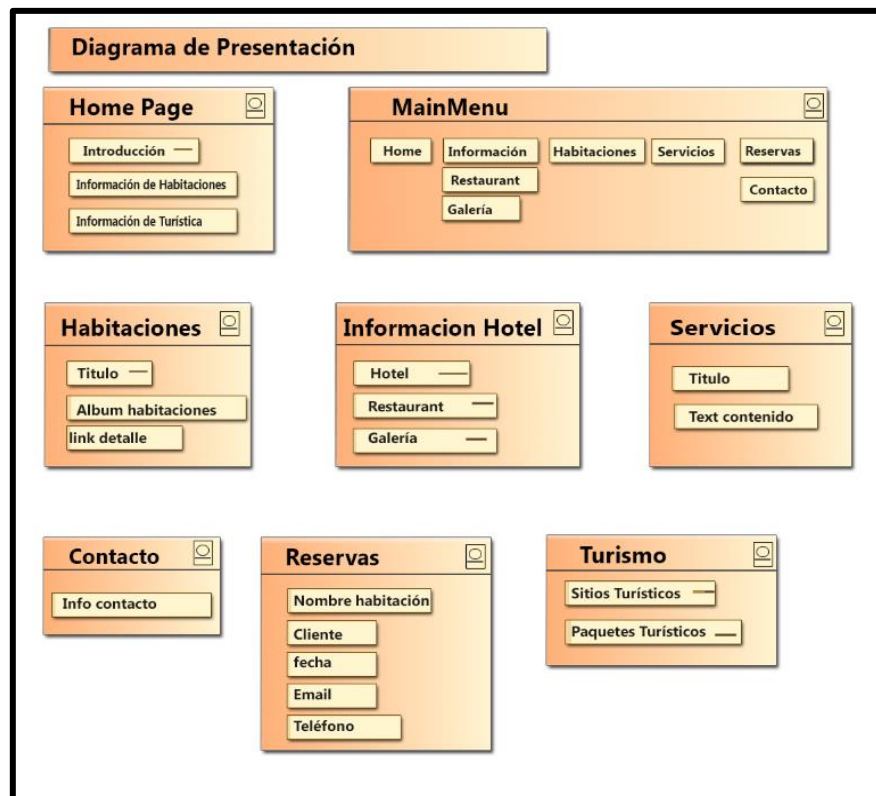 Diagrama de Presentación
Home Page
Introducción
Información de Habitaciones
Información de Turística
MainMenu
Home
Información
Habitaciones
Servicios
Reservas
Restaurant
Galería
Contacto
Habitaciones
Titulo
Album habitaciones
link detalle
Informacion Hotel
Hotel
Restaurant
Galería
Servicios
Titulo
Text contenido
Contacto
Info contacto
Reservas
Nombre habitación
Cliente
fecha
Email
Teléfono
Turismo
Sitios Turísticos
Paquetes Turísticos